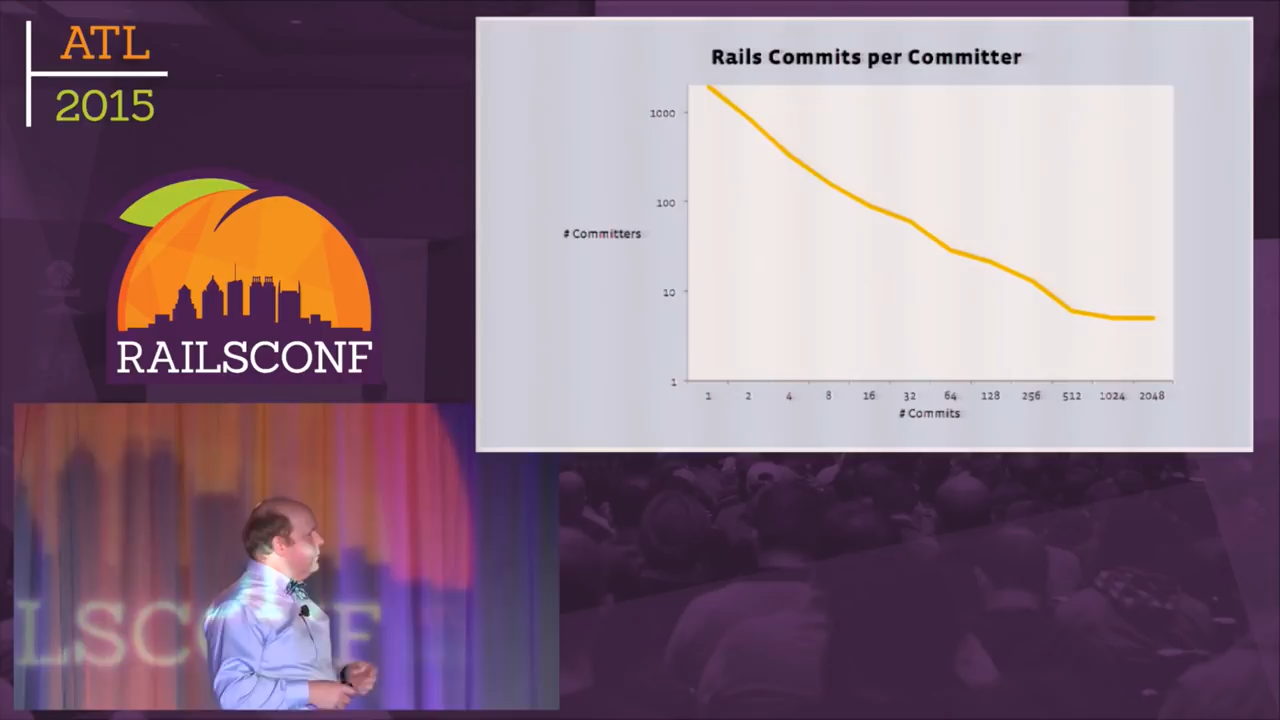 ATL
2015
RAILSCONF
Rails Commits per Committer
1000
100
# Committers
10
1
1 2 4 8 16 32 64 128 256 512 1024 2048
# Commits
LSC F